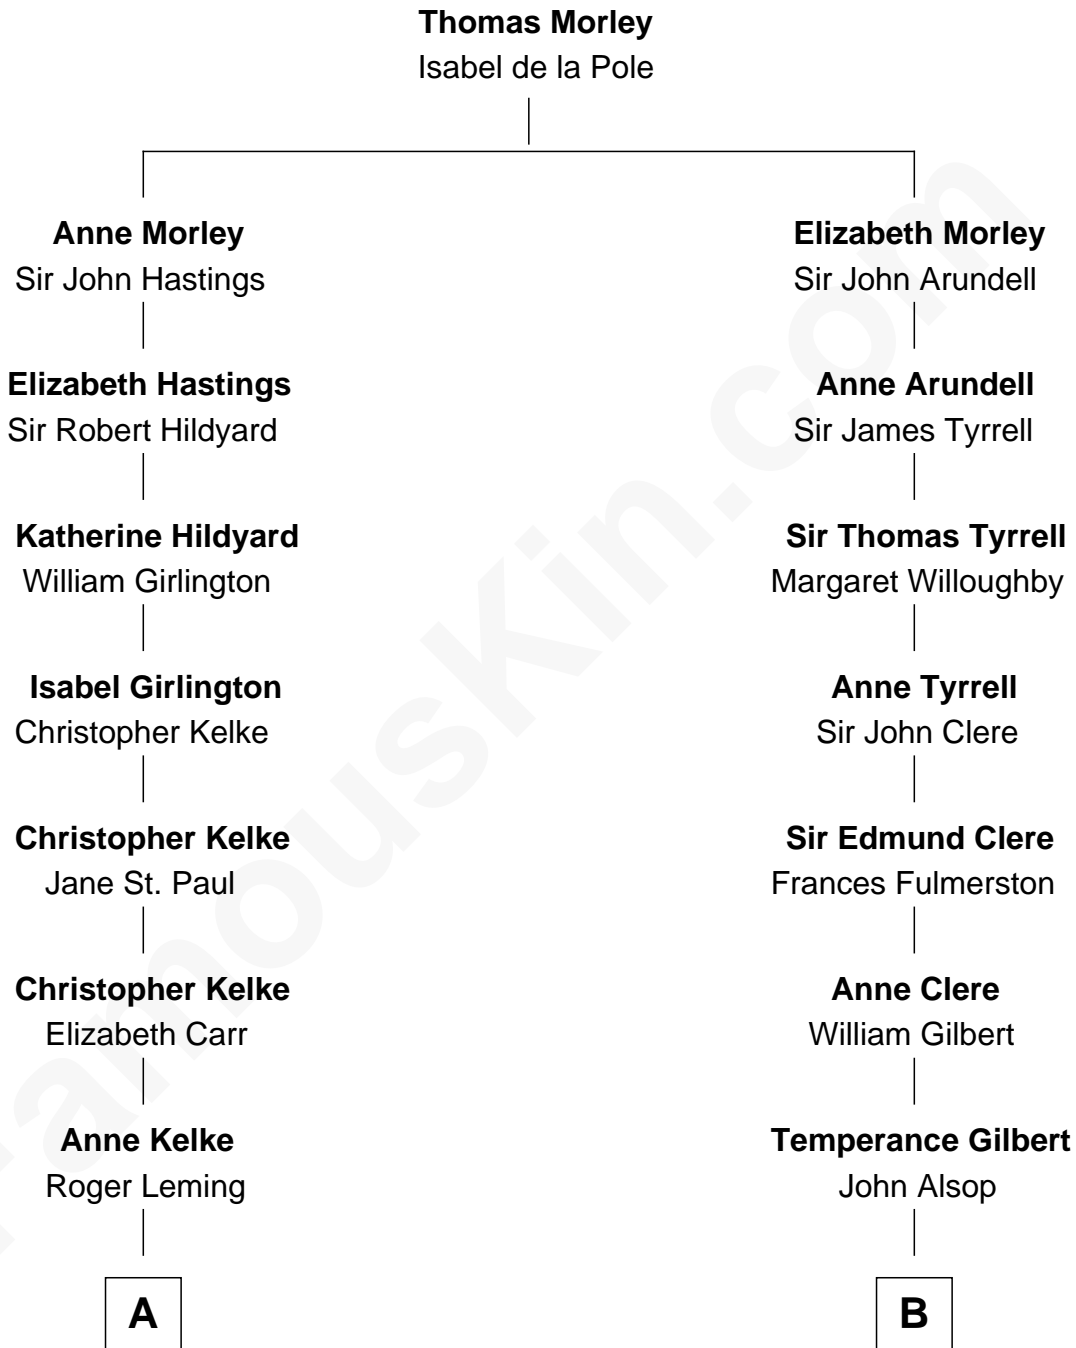 Thomas Morley
Isabel de la Pole
Anne Morley
Sir John Hastings
Elizabeth Hastings
Sir Robert Hildyard
Katherine Hildyard
William Girlington
Isabel Girlington
Christopher Kelke
Christopher Kelke
Jane St. Paul
Christopher Kelke
Elizabeth Carr
Anne Kelke
Roger Leming
A
Elizabeth Morley
Sir John Arundell
Anne Arundell
Sir James Tyrrell
Sir Thomas Tyrrell
Margaret Willoughby
Anne Tyrrell
Sir John Clere
Sir Edmund Clere
Frances Fulmerston
Anne Clere
William Gilbert
Temperance Gilbert
John Alsop
B
FamousKin.com